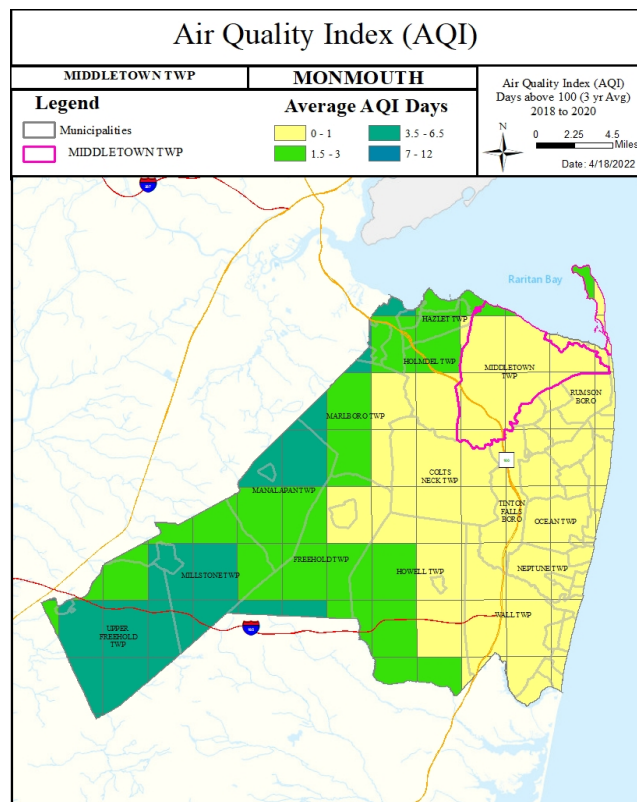 Air Quality Index (AQI)
MIDDLETOWN TWP
MONMOUTH
Legend
Municipalities
MIDDLETOWN TWP
Average AQI Days
0 - 1
3.5 - 6.5
1.5 - 3
7 - 12
Air Quality Index (AQI)
Days above 100 (3 yr Avg)
2018 to 2020
N
0 2.25 4.5
Miles
Date: 4/18/2022
Raritan Bay
HAZLET TWP
HOLMDEL TWP
MIDDLETOWN
TWP
RUMSON
BORO
MARLBORO TWP
COLTS
NECK TWP
MANALAPAN TWP
TINTON
FALLS
BORO
OCEAN TWP
FREEHOLD TWP
MILLSTONE TWP
HOWELL TWP
NEPTUNE TWP
WALL TWP
UPPER
FREEHOLD
TWP